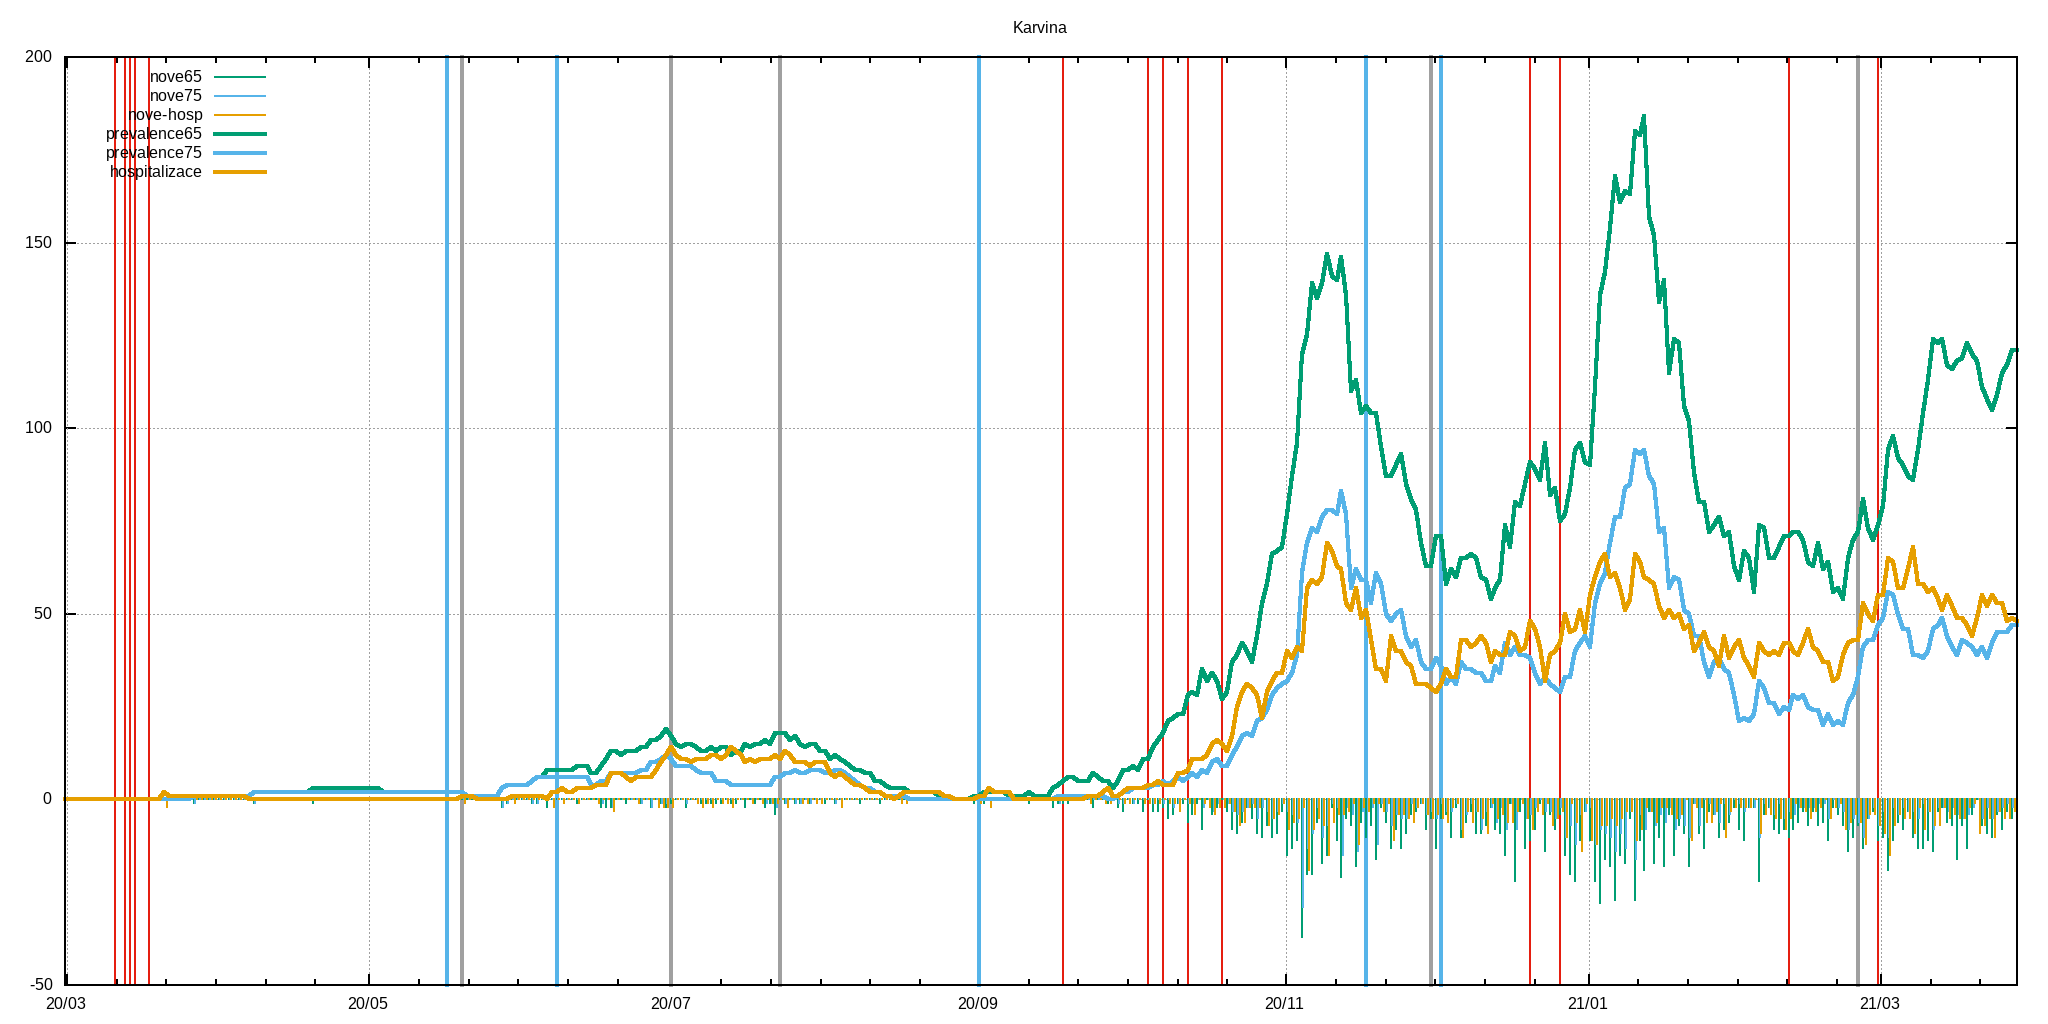 Karvina
200
150
100
50
0
-50
nove65
nove75
nove-hosp
prevalence65
prevalence75
hospitalizace
20/03 20/05 20/07 20/09 20/11 21/01 21/03